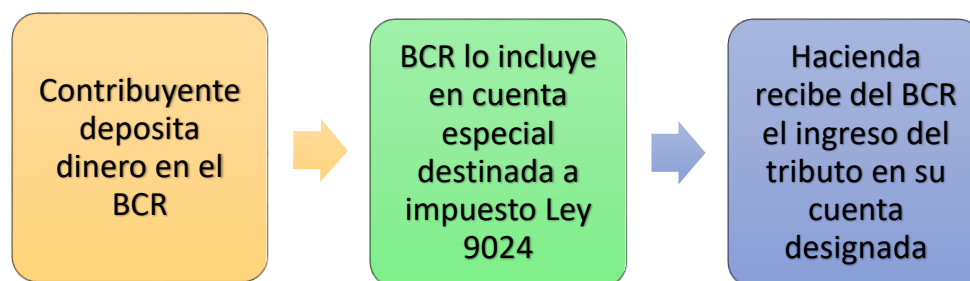 Contribuyente
deposita
dinero en el
BCR
BCR lo incluye
en cuenta
especial
destinada a
impuesto Ley
9024
Hacienda
recibe del BCR
el ingreso del
tributo en su
cuenta
designada